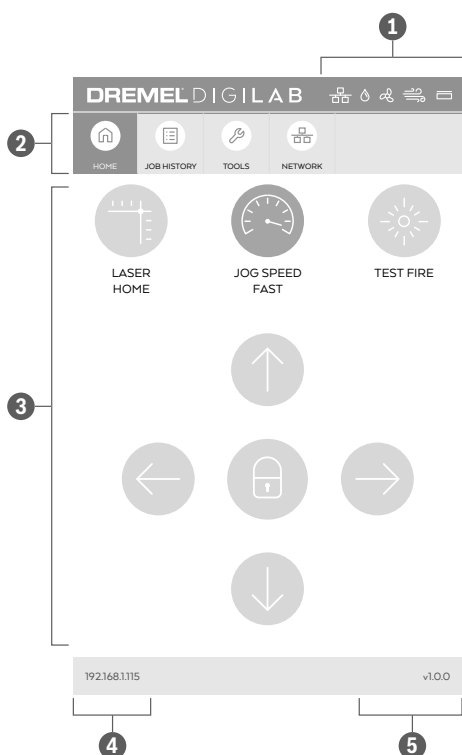 1
DREMEL DIGILAB
2
HOME JOB HISTORY TOOLS NETWORK
LASER
HOME
JOG SPEED
FAST
TEST FIRE
3
192.168.1.115 v1.0.0
4 5